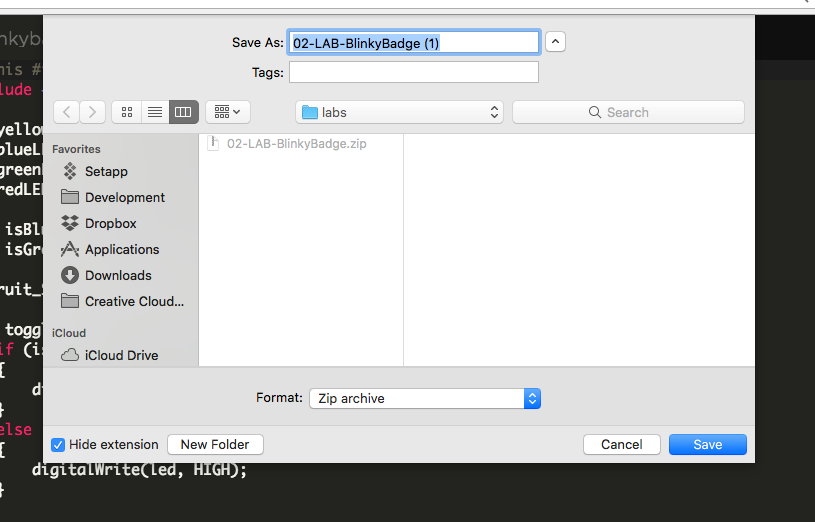 Save As: 02-LAB-BlinkyBadge (1)
Tags:
labs
Search
Favorites
Setapp
Development
Dropbox
Applications
Downloads
Creative Cloud...
iCloud
iCloud Drive
02-LAB-BlinkyBadge.zip
Format: Zip archive
Hide extension
New Folder
Cancel
Save
nkyba
his #
lude
yellow
blueL
green
redLE
isBl
isGr
ruit_
togg
if (is
{
di
}
else
{
digitalWrite(led, HIGH);
}